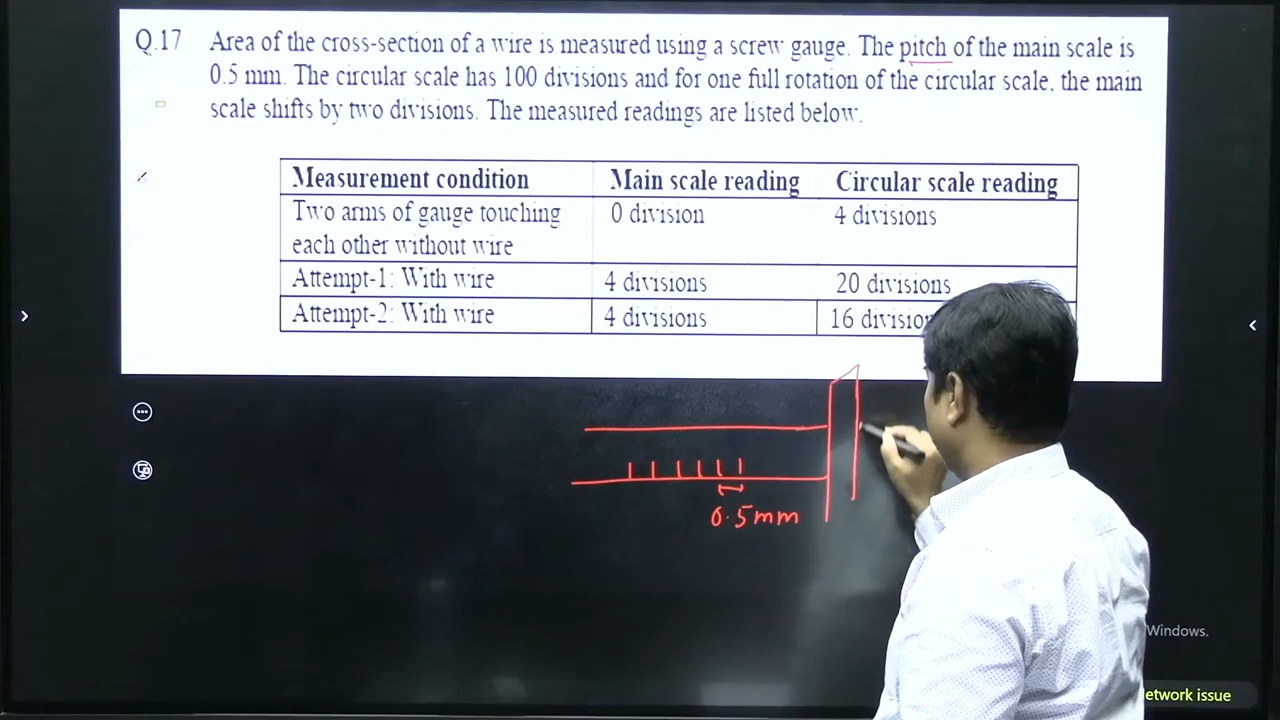 Q.17 Area of the cross-section of a wire is measured using a screw gauge. The pitch of the main scale is
0.5 mm. The circular scale has 100 divisions and for one full rotation of the circular scale, the main
scale shifts by two divisions. The measured readings are listed below.
Measurement condition Main scale reading Circular scale reading
Two arms of gauge touching each other without wire 0 division 4 divisions
Attempt-1: With wire 4 divisions 20 divisions
Attempt-2: With wire 4 divisions 16
0.5mm
Windows.
etwork issue